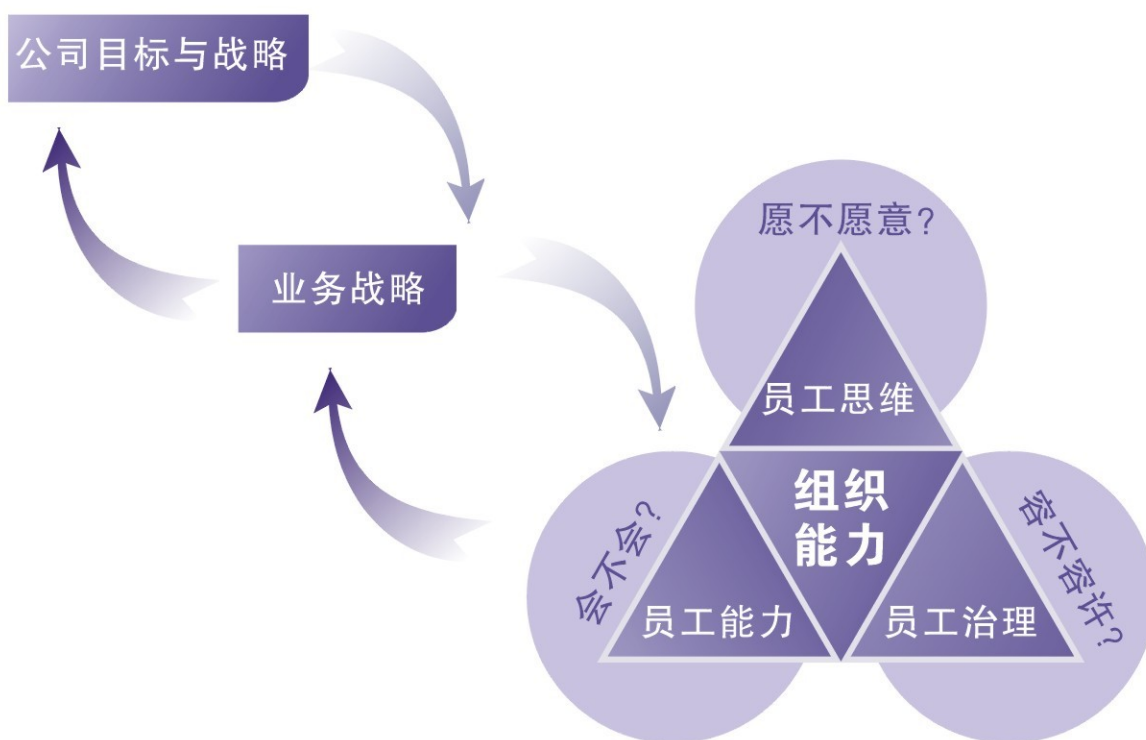 公司目标与战略
业务战略
愿不愿意?
员工思维
组织
能力
会不会?
员工能力
容不容许?
员工治理